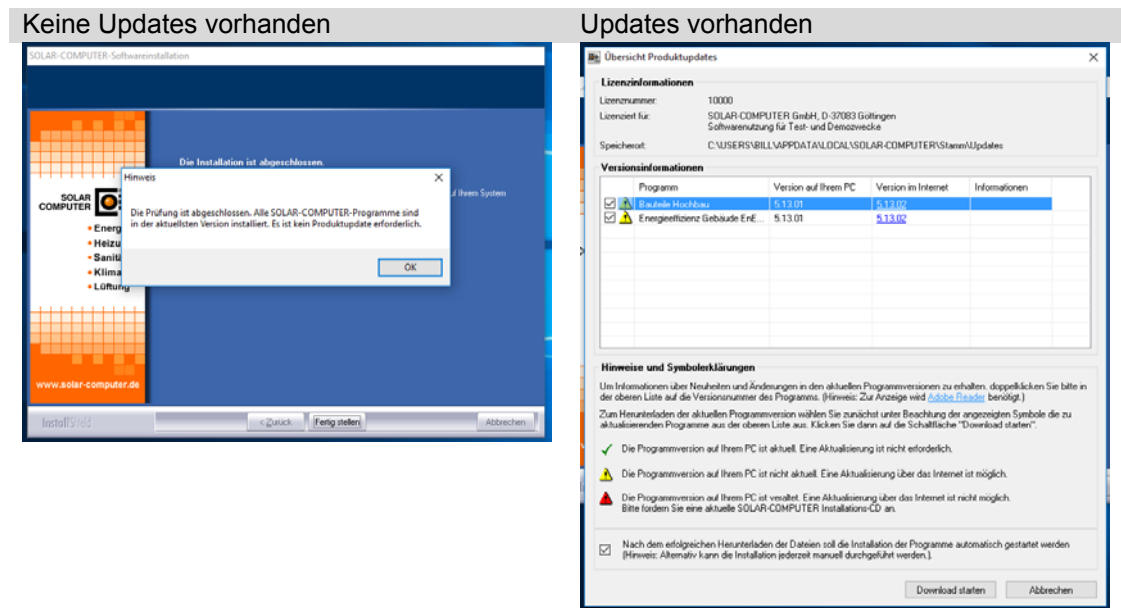 Keine Updates vorhanden
Updates vorhanden
SOLAR-COMPUTER-Softwareinstallation
Die Installation ist abgeschlossen.
auf Ihrem System
Hinweis
Die Prüfung ist abgeschlossen. Alle SOLAR-COMPUTER-Programme sind
in der aktuellsten Version installiert. Es ist kein Produktupdate erforderlich.
OK
SOLAR
COMPUTER
• Energ
• Heizu
• Sanitä
• Klima
• Lüftung
www.solar-computer.de
InstallShield
< Zurück
Fertig stellen
Abbrechen
Übersicht Produktupdates
Lizenzinformationen
Lizenznummer: 10000
Lizenziert für: SOLAR-COMPUTER GmbH, D-37083 Göttingen
Softwarenutzung für Test- und Demozwecke
Speicherort: C:\USERS\BILL\APPDATA\LOCAL\SOLAR-COMPUTER\Stamm\Updates
Versionsinformationen
Programm Version auf Ihrem PC Version im Internet Informationen
Bauteile Hochbau 5.13.01 5.13.02
Energieeffizienz Gebäude EnE... 5.13.01 5.13.02
Hinweise und Symbolerklärungen
Um Informationen über Neuheiten und Änderungen in den aktuellen Programmversionen zu erhalten, doppelklicken Sie bitte in
der oberen Liste auf die Versionsnummer des Programms. (Hinweis: Zur Anzeige wird Adobe Reader benötigt.)
Zum Herunterladen der aktuellen Programmversion wählen Sie zunächst unter Beachtung der angezeigten Symbole die zu
aktualisierenden Programme aus der oberen Liste aus. Klicken Sie dann auf die Schaltfläche "Download starten".
Die Programmversion auf Ihrem PC ist aktuell. Eine Aktualisierung ist nicht erforderlich.
Die Programmversion auf Ihrem PC ist nicht aktuell. Eine Aktualisierung über das Internet ist möglich.
Die Programmversion auf Ihrem PC ist veraltet. Eine Aktualisierung über das Internet ist nicht möglich.
Bitte fordern Sie eine aktuelle SOLAR-COMPUTER Installations-CD an.
Nach dem erfolgreichen Herunterladen der Dateien soll die Installation der Programme automatisch gestartet werden
(Hinweis: Alternativ kann die Installation jederzeit manuell durchgeführt werden.).
Download starten
Abbrechen